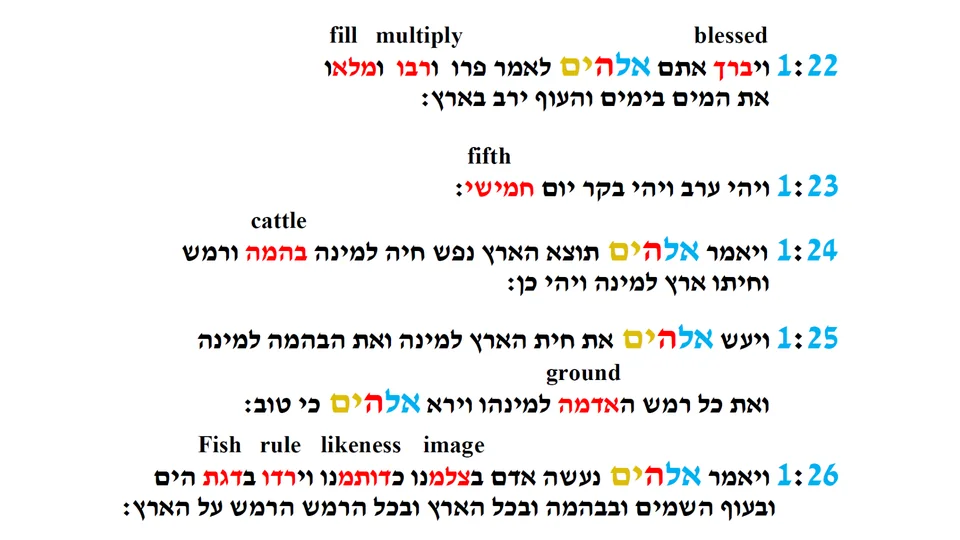 fill multiply blessed
1:22 ויברך אתם אלהים לאמר פרו ורבו ומלאו
את המים בימים והעוף ירב בארץ:
fifth
1:23 ויהי ערב ויהי בקר יום חמישי:
cattle
1:24 ויאמר אלהים תוצא הארץ נפש חיה למינה בהמה ורמש
וחיתו ארץ למינה ויהי כן:
1:25 ויעש אלהים את חית הארץ למינה ואת הבהמה למינה
ground
ואת כל רמש האדמה למינהו וירא אלהים כי טוב:
Fish rule likeness image
1:26 ויאמר אלהים נעשה אדם בצלמנו כדותמנו וירדו בדגת הים
ובעוף השמים ובבהמה ובכל הארץ ובכל הרמש הרמש על הארץ: